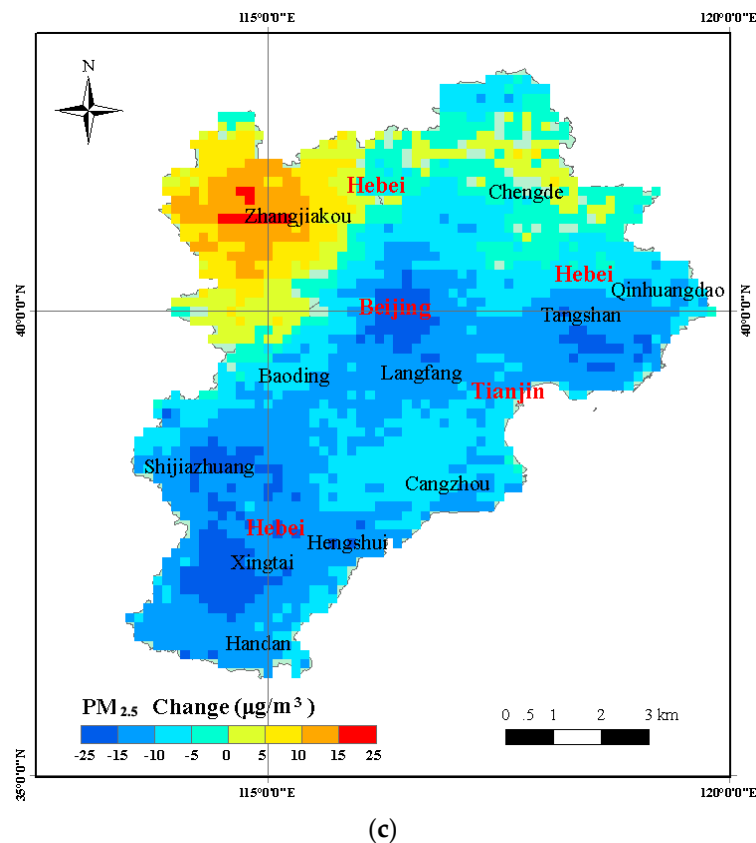 115°0'0"E 120°0'0"E
N
Hebei
Chengde
Zhangjiakou
Hebei
Qinhuangdao
40°0'0"N Beijing Tangshan 40°0'0"N
Baoding Langfang
Tianjin
Shijiazhuang
Cangzhou
Hebei
Hengshui
Xingtai
Handan
PM2.5 Change (μg/m³)
0 .5 1 2 3 km
-25 -15 -10 -5 0 5 10 15 25
35°0'0"N 35°0'0"N
115°0'0"E 120°0'0"E
(c)